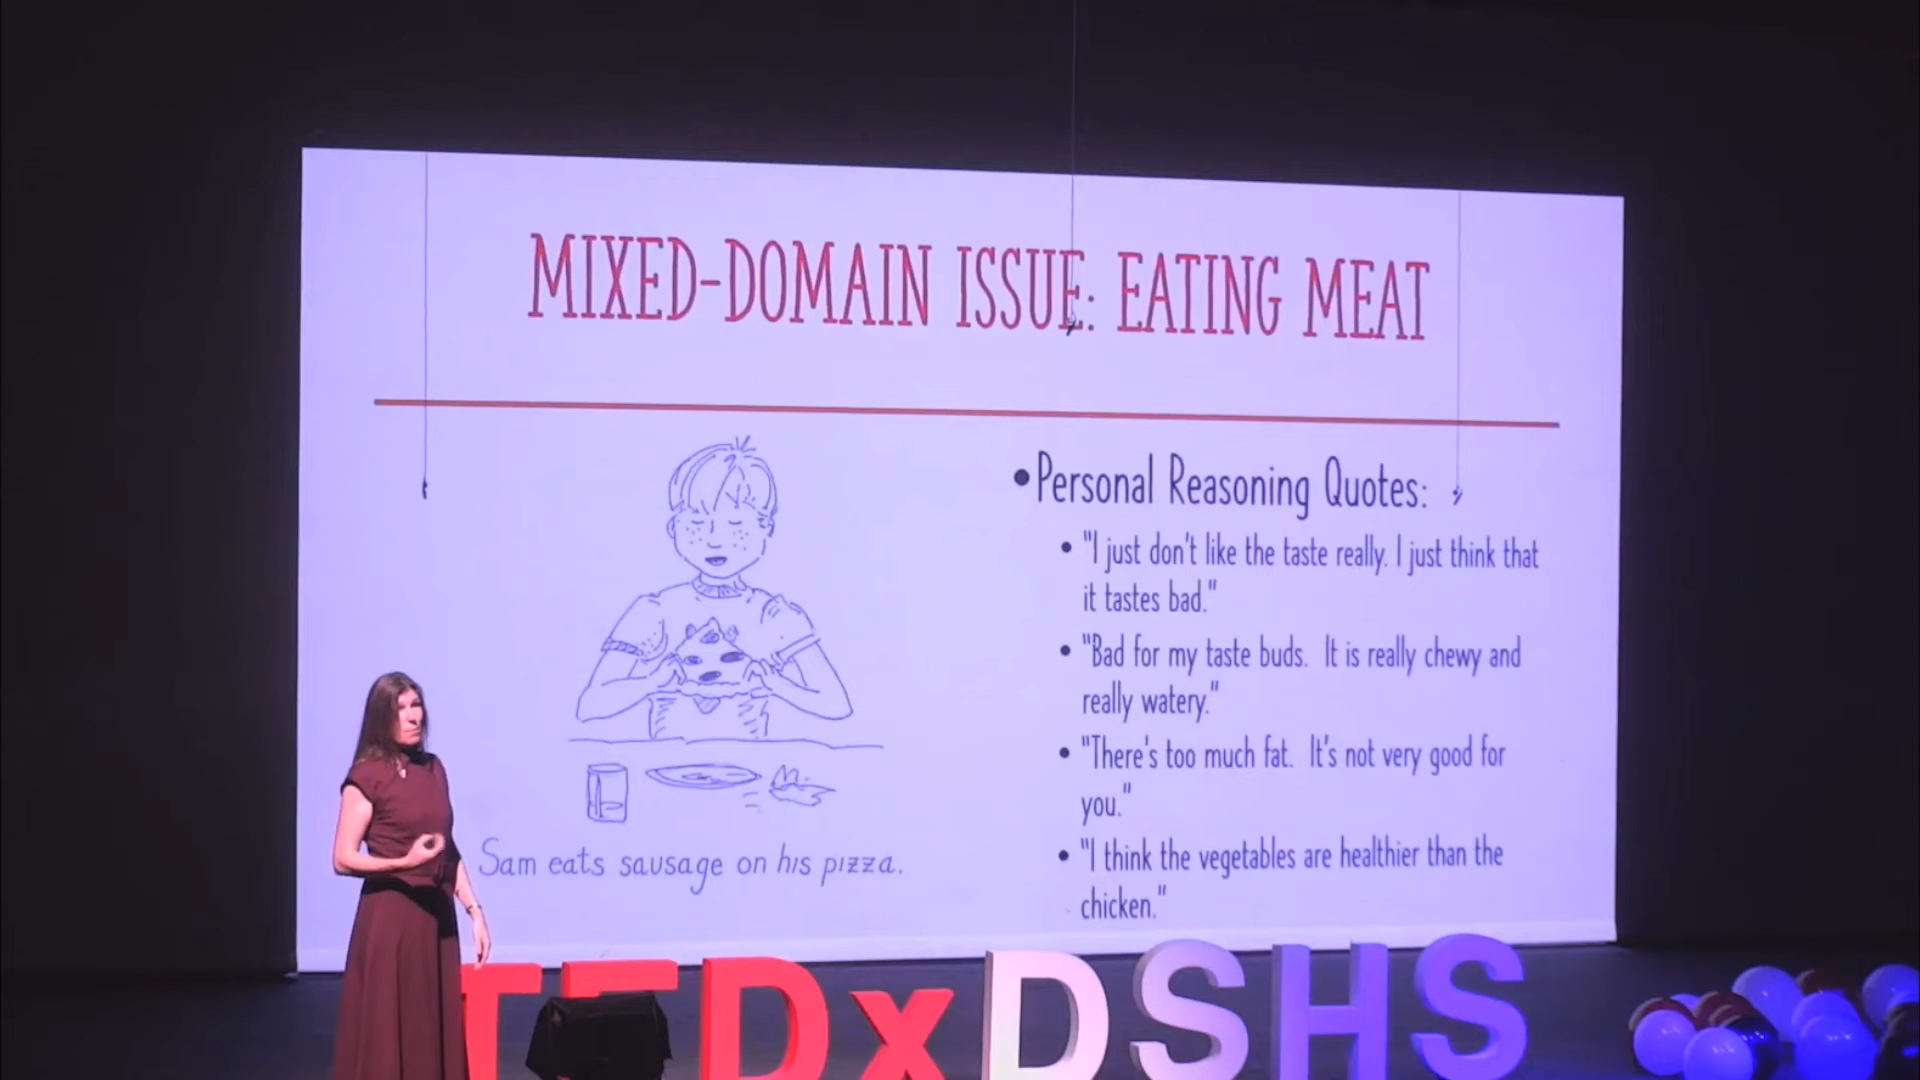 MIXED-DOMAIN ISSUE: EATING MEAT
•Personal Reasoning Quotes:
• "I just don't like the taste really. I just think that
it tastes bad."
• "Bad for my taste buds. It is really chewy and
really watery."
• "There's too much fat. It's not very good for
you."
• "I think the vegetables are healthier than the
chicken."
Sam eats sausage on his pizza.
TEDxDSHS